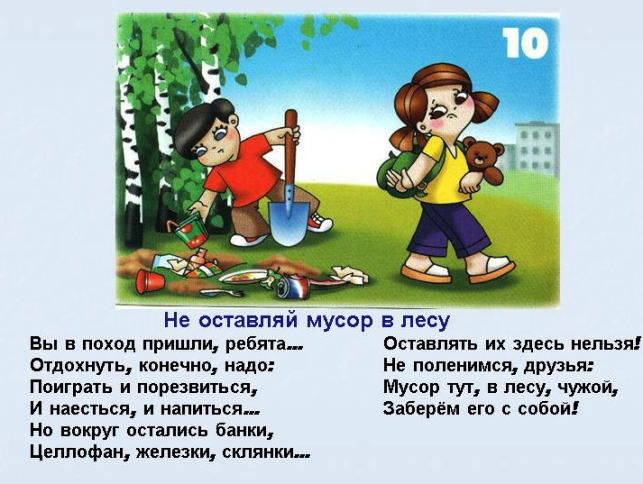 10
Не оставляй мусор в лесу
Вы в поход пришли, ребята...
Отдохнуть, конечно, надо:
Поиграть и порезвиться,
И наесться, и напиться...
Но вокруг остались банки,
Целлофан, железки, склянки...
Оставлять их здесь нельзя!
Не поленимся, друзья:
Мусор тут, в лесу, чужой,
Заберём его с собой!